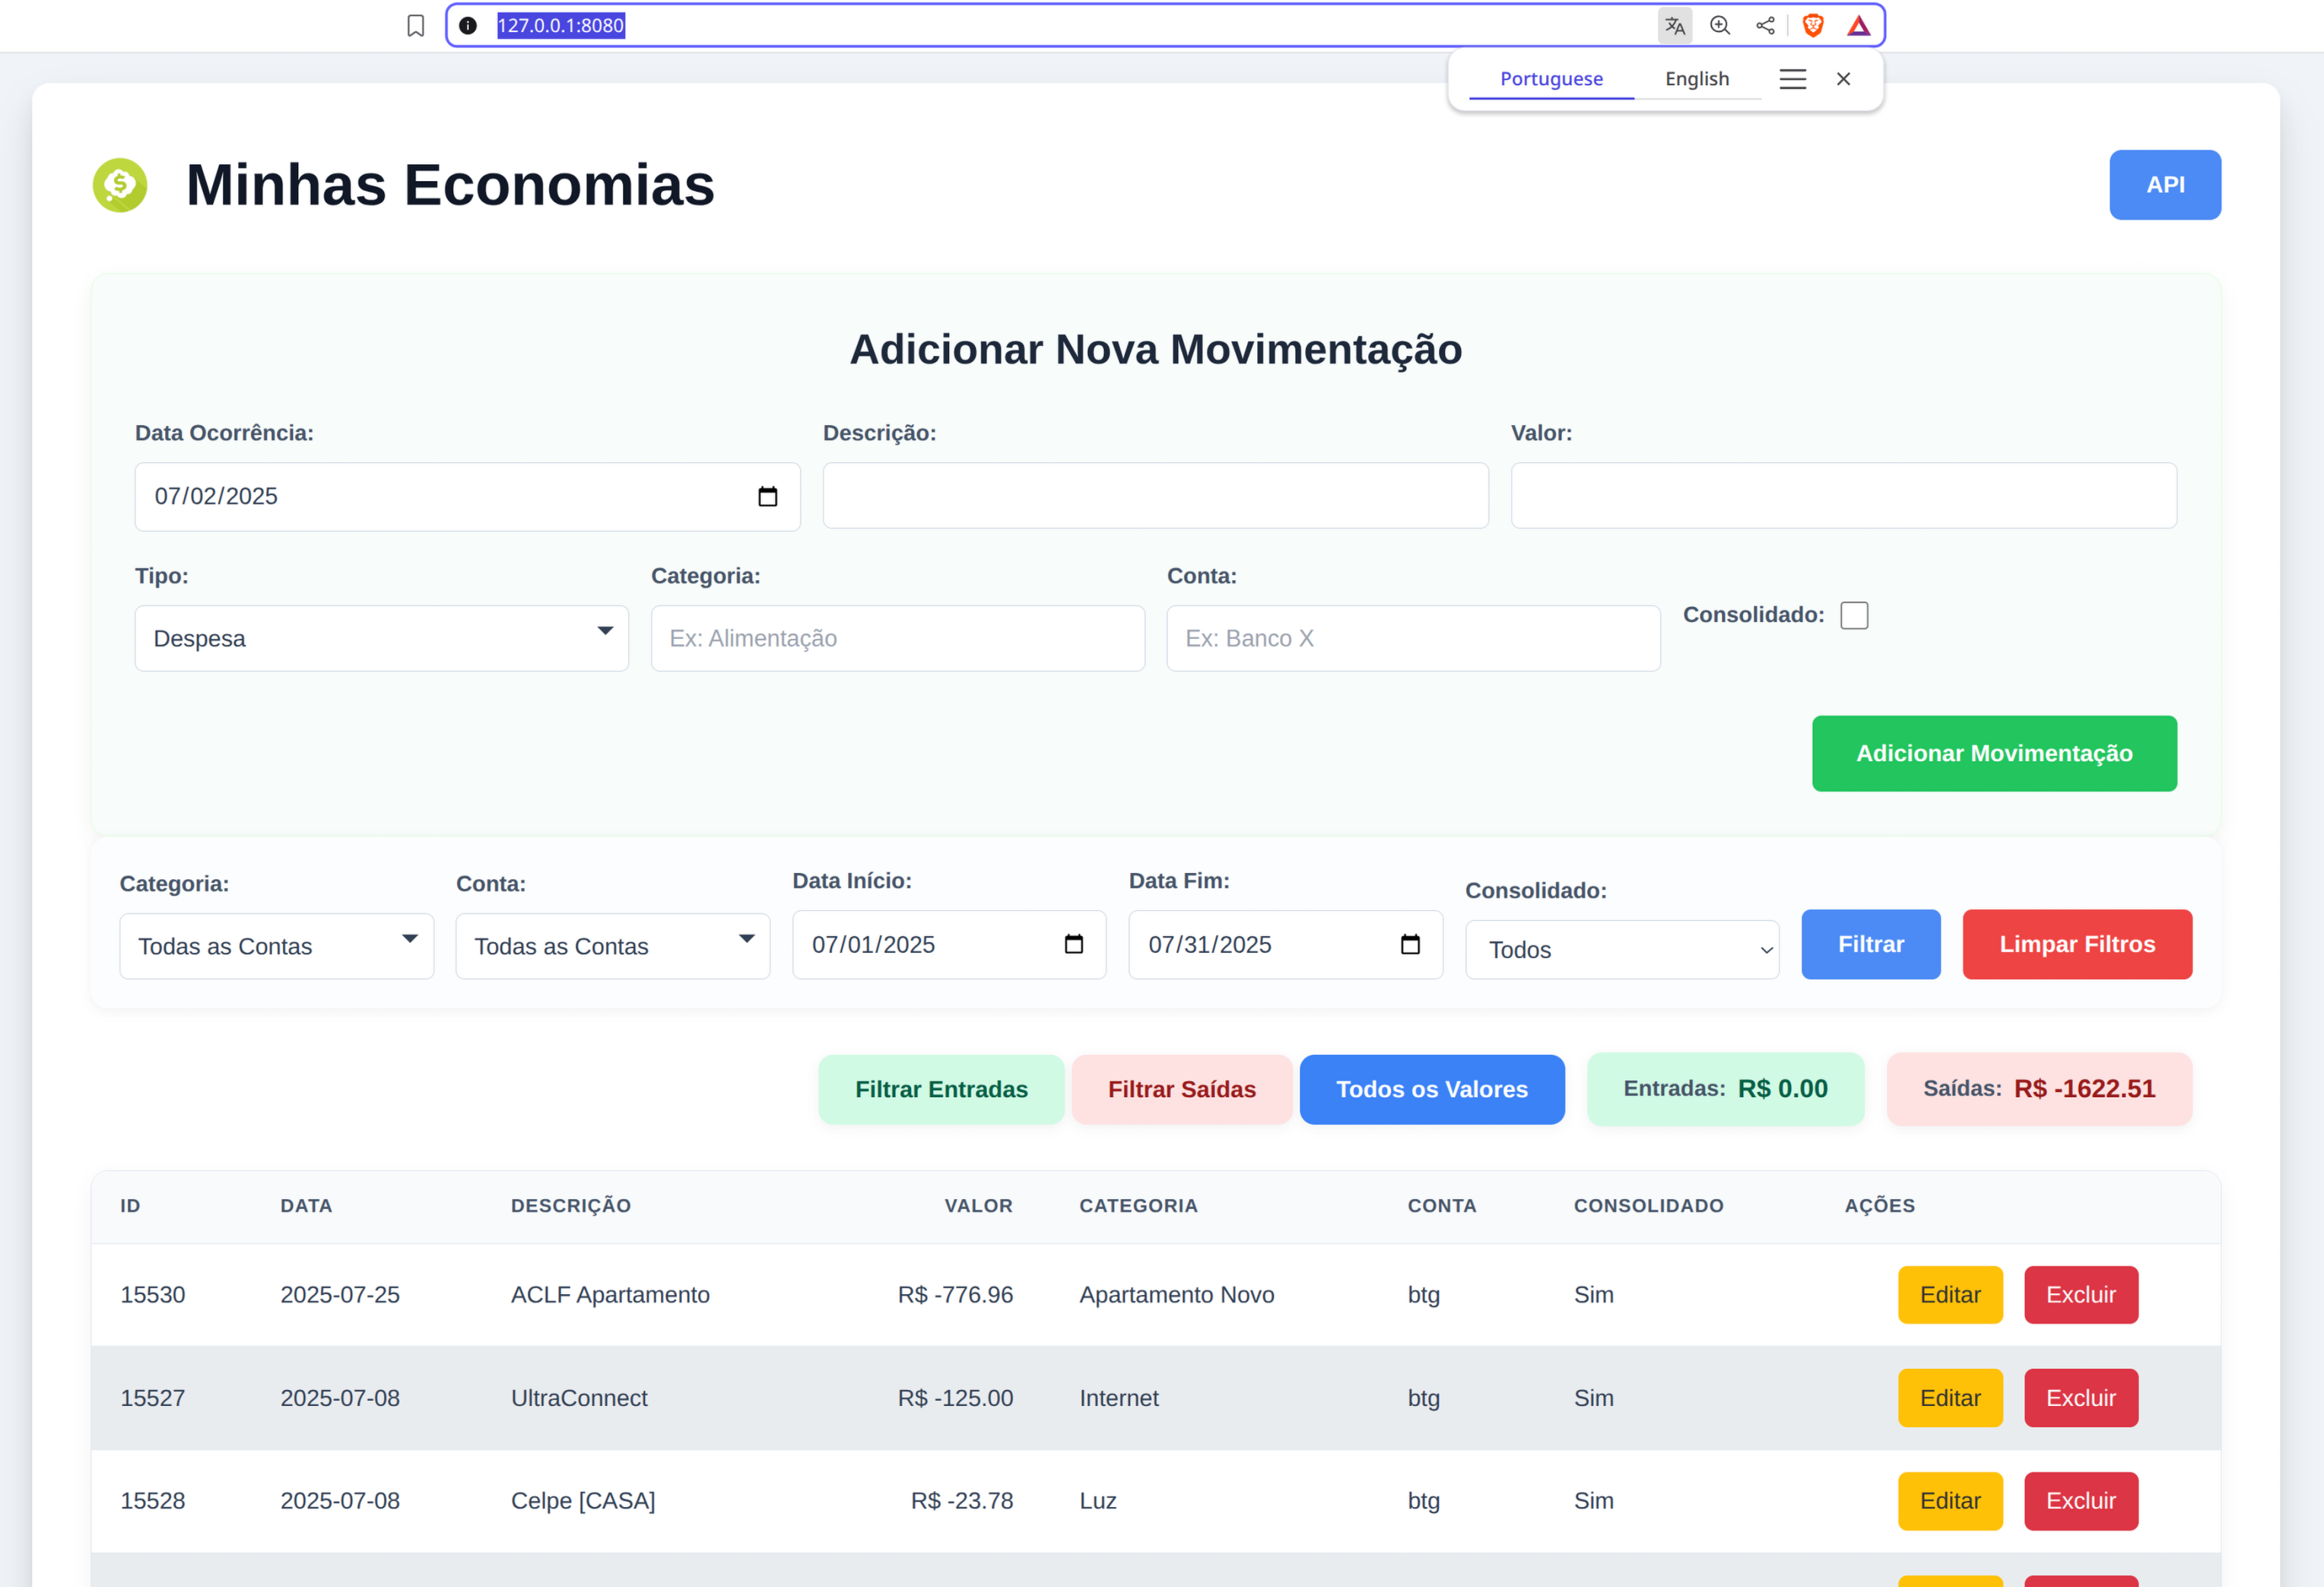 127.0.0.1:8080
Portuguese English
Minhas Economias
API
Adicionar Nova Movimentação
Data Ocorrência: Descrição: Valor:
07/02/2025
Tipo: Categoria: Conta: Consolidado:
Despesa Ex: Alimentação Ex: Banco X
Adicionar Movimentação
Categoria: Conta: Data Início: Data Fim: Consolidado:
Todas as Contas Todas as Contas 07/01/2025 07/31/2025 Todos Filtrar Limpar Filtros
Filtrar Entradas Filtrar Saídas Todos os Valores Entradas: R$ 0.00 Saídas: R$ -1622.51
ID DATA DESCRIÇÃO VALOR CATEGORIA CONTA CONSOLIDADO AÇÕES
15530 2025-07-25 ACLF Apartamento R$ -776.96 Apartamento Novo btg Sim Editar Excluir
15527 2025-07-08 UltraConnect R$ -125.00 Internet btg Sim Editar Excluir
15528 2025-07-08 Celpe [CASA] R$ -23.78 Luz btg Sim Editar Excluir